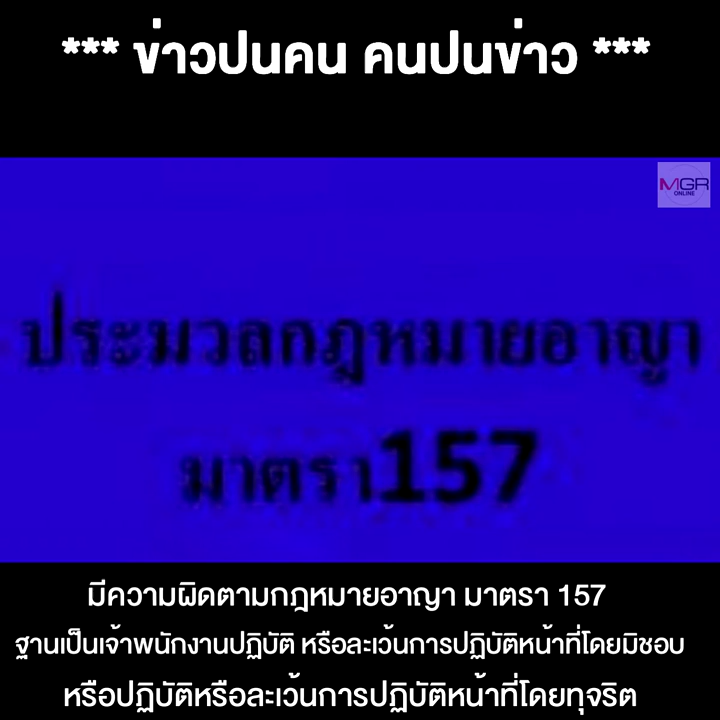 *** ข่าวปนคน คนปนข่าว ***
MGR
ONLINE
ประมวลกฎหมายอาญา
มาตรา157
มีความผิดตามกฎหมายอาญา มาตรา 157
ฐานเป็นเจ้าพนักงานปฏิบัติ หรือละเว้นการปฏิบัติหน้าที่โดยมิชอบ
หรือปฏิบัติหรือละเว้นการปฏิบัติหน้าที่โดยทุจริต